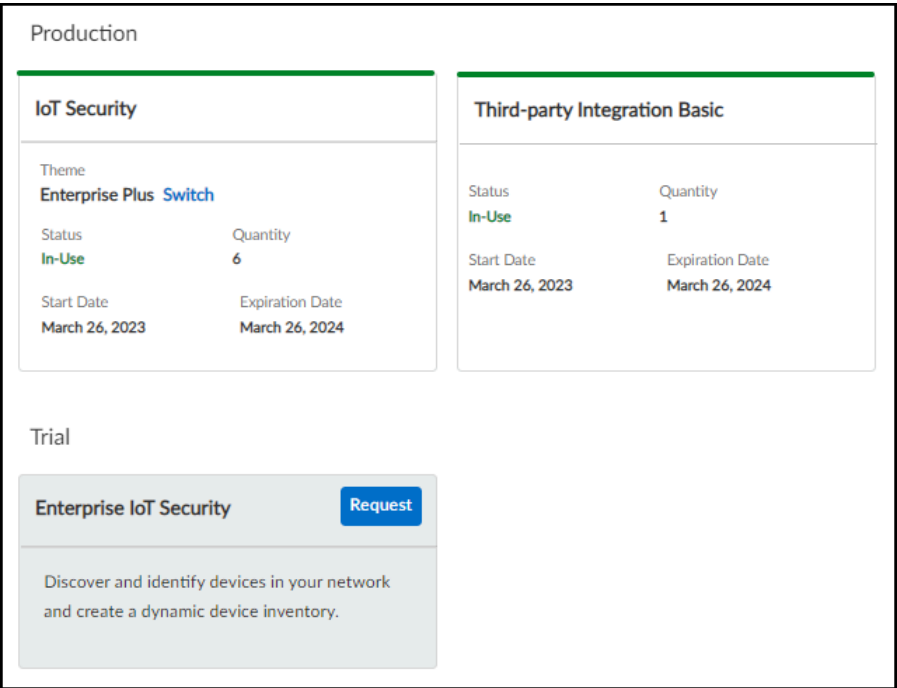 Production
IoT Security
Theme
Enterprise Plus Switch
Status Quantity
In-Use 6
Start Date Expiration Date
March 26, 2023 March 26, 2024
Third-party Integration Basic
Status Quantity
In-Use 1
Start Date Expiration Date
March 26, 2023 March 26, 2024
Trial
Enterprise IoT Security Request
Discover and identify devices in your network
and create a dynamic device inventory.